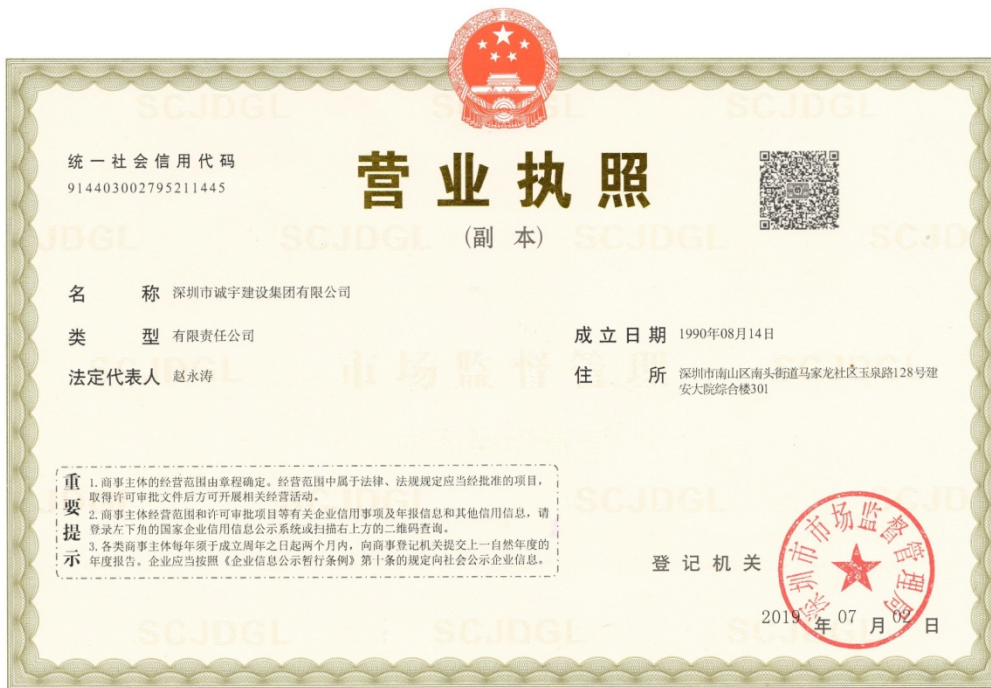 统一社会信用代码
914403002795211445
营业执照
(副 本)
名 称 深圳市诚宇建设集团有限公司
类 型 有限责任公司
法定代表人 赵永涛
成立日期 1990年08月14日
住 所 深圳市南山区南头街道马家龙社区玉泉路128号建
安大院综合楼301
重要提示
1.商事主体的经营范围由章程确定。经营范围中属于法律、法规规定应当经批准的项目,
取得许可审批文件后方可开展相关经营活动。
2.商事主体经营范围和许可审批项目等有关企业信用事项及年报信息和其他信用信息,请
登录左下角的国家企业信用信息公示系统或扫描右上方的二维码查询。
3.各类商事主体每年须于成立周年之日起两个月内,向商事登记机关提交上一自然年度的
年度报告。企业应当按照《企业信息公示暂行条例》第十条的规定向社会公示企业信息。
登记机关
深圳市市场监督管理局
2019 年 07 月 02 日
SCJDGL
市场监督管理